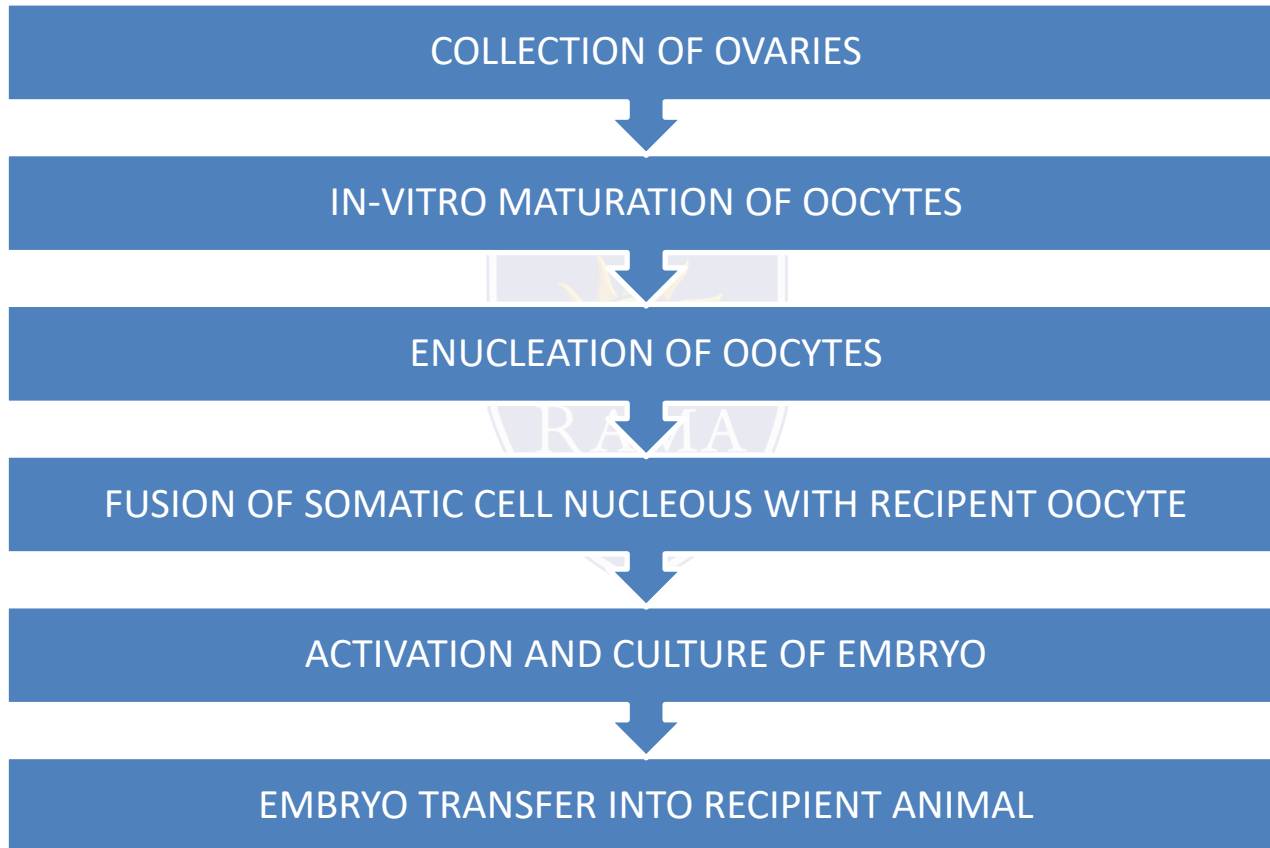 COLLECTION OF OVARIES
IN-VITRO MATURATION OF OOCYTES
ENUCLEATION OF OOCYTES
RAMA
FUSION OF SOMATIC CELL NUCLEOUS WITH RECIPENT OOCYTE
ACTIVATION AND CULTURE OF EMBRYO
EMBRYO TRANSFER INTO RECIPIENT ANIMAL